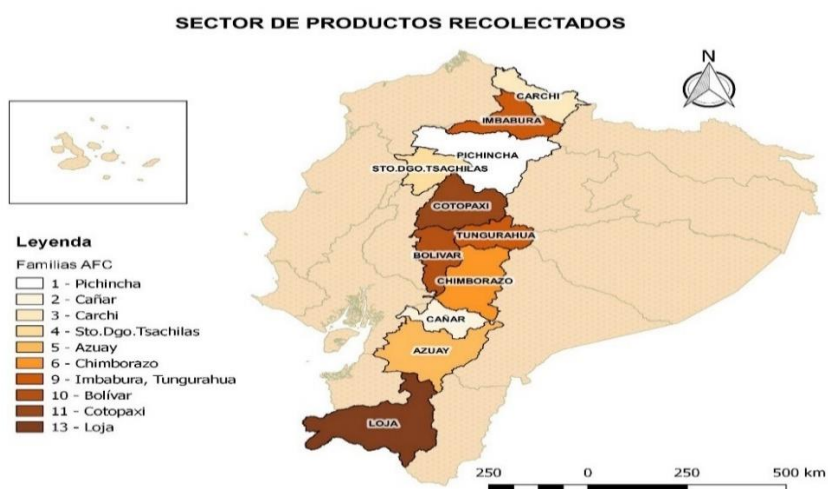 SECTOR DE PRODUCTOS RECOLECTADOS
N
CARCHI
IMBABURA
PICHINCHA
STO.DGO.TSACHILAS
COTOPAXI
TUNGURAHUA
BOLIVAR
CHIMBORAZO
CAÑAR
AZUAY
LOJA
Leyenda
Familias AFC
1 - Pichincha
2 - Cañar
3 - Carchi
4 - Sto.Dgo.Tsachilas
5 - Azuay
6 - Chimborazo
9 - Imbabura, Tungurahua
10 - Bolívar
11 - Cotopaxi
13 - Loja
250 0 250 500 km